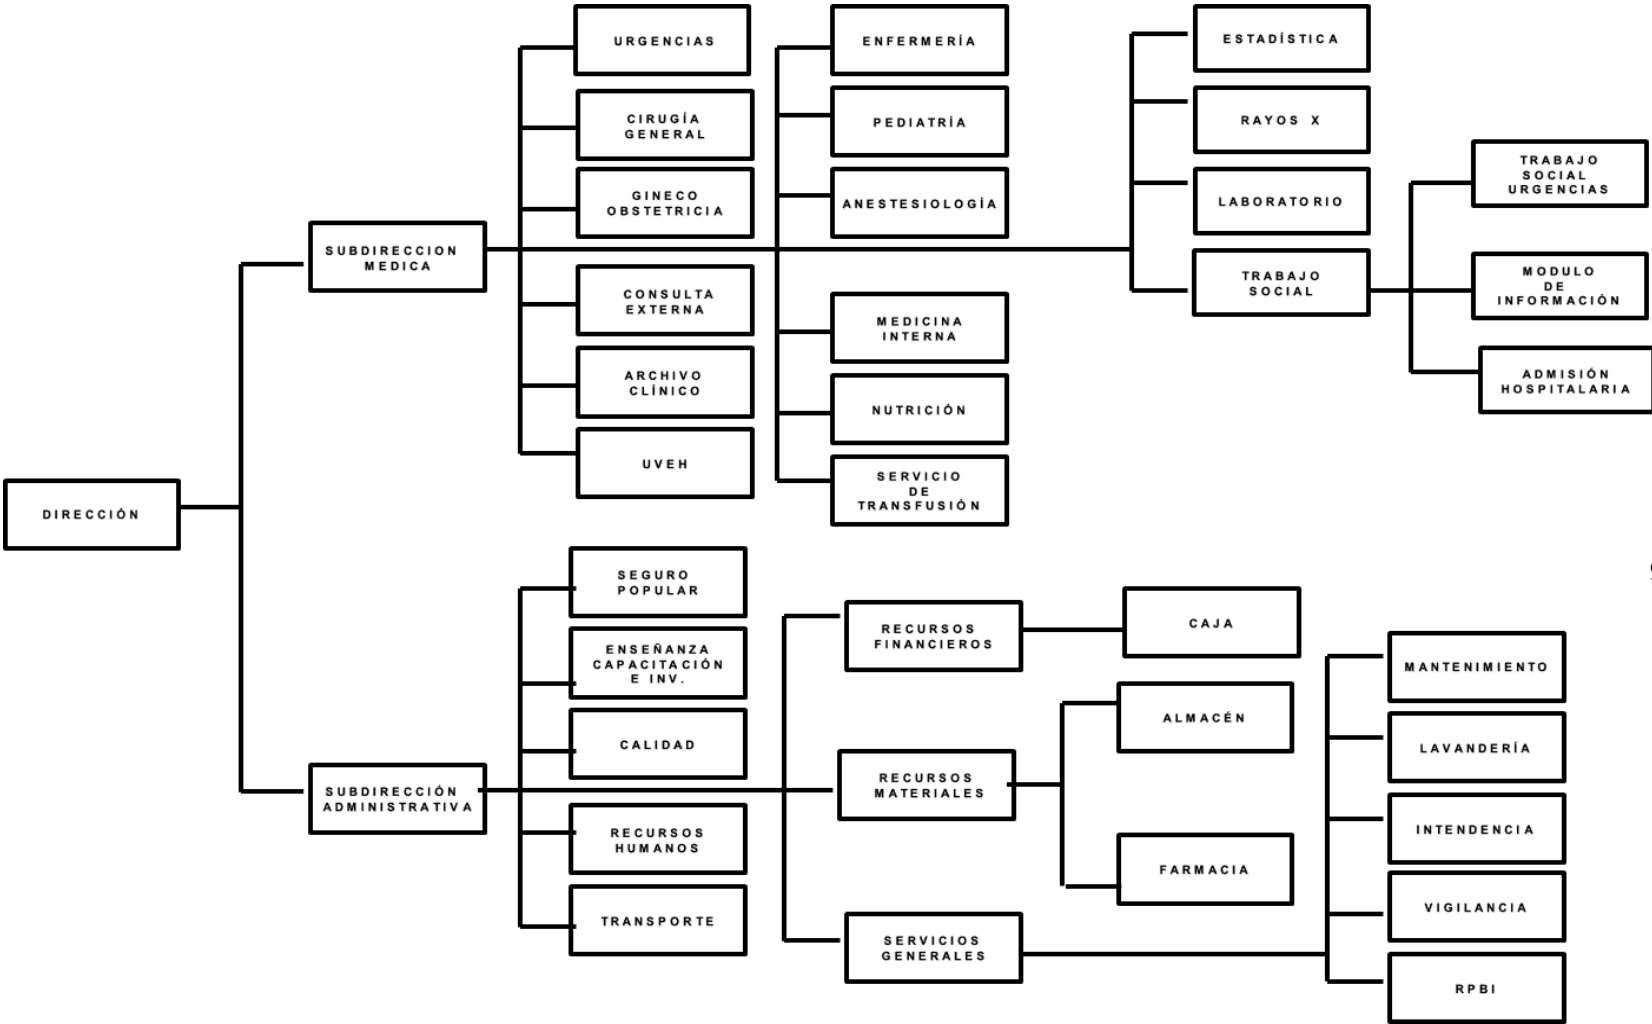 URGENCIAS
CIRUGÍA
GENERAL
GINECO
OBSTETRICIA
SUBDIRECCION
MEDICA
CONSULTA
EXTERNA
ARCHIVO
CLÍNICO
UVEH
ENFERMERÍA
PEDIATRÍA
ANESTESIOLOGÍA
MEDICINA
INTERNA
NUTRICIÓN
SERVICIO
DE
TRANSFUSIÓN
ESTADÍSTICA
RAYOS X
LABORATORIO
TRABAJO
SOCIAL
TRABAJO
SOCIAL
URGENCIAS
MODULO
DE
INFORMACIÓN
ADMISIÓN
HOSPITALARIA
DIRECCIÓN
SEGURO
POPULAR
ENSEÑANZA
CAPACITACIÓN
E INV.
CALIDAD
SUBDIRECCIÓN
ADMINISTRATIVA
RECURSOS
HUMANOS
TRANSPORTE
RECURSOS
FINANCIEROS
CAJA
RECURSOS
MATERIALES
ALMACÉN
FARMACIA
SERVICIOS
GENERALES
MANTENIMIENTO
LAVANDERÍA
INTENDENCIA
VIGILANCIA
RPBI